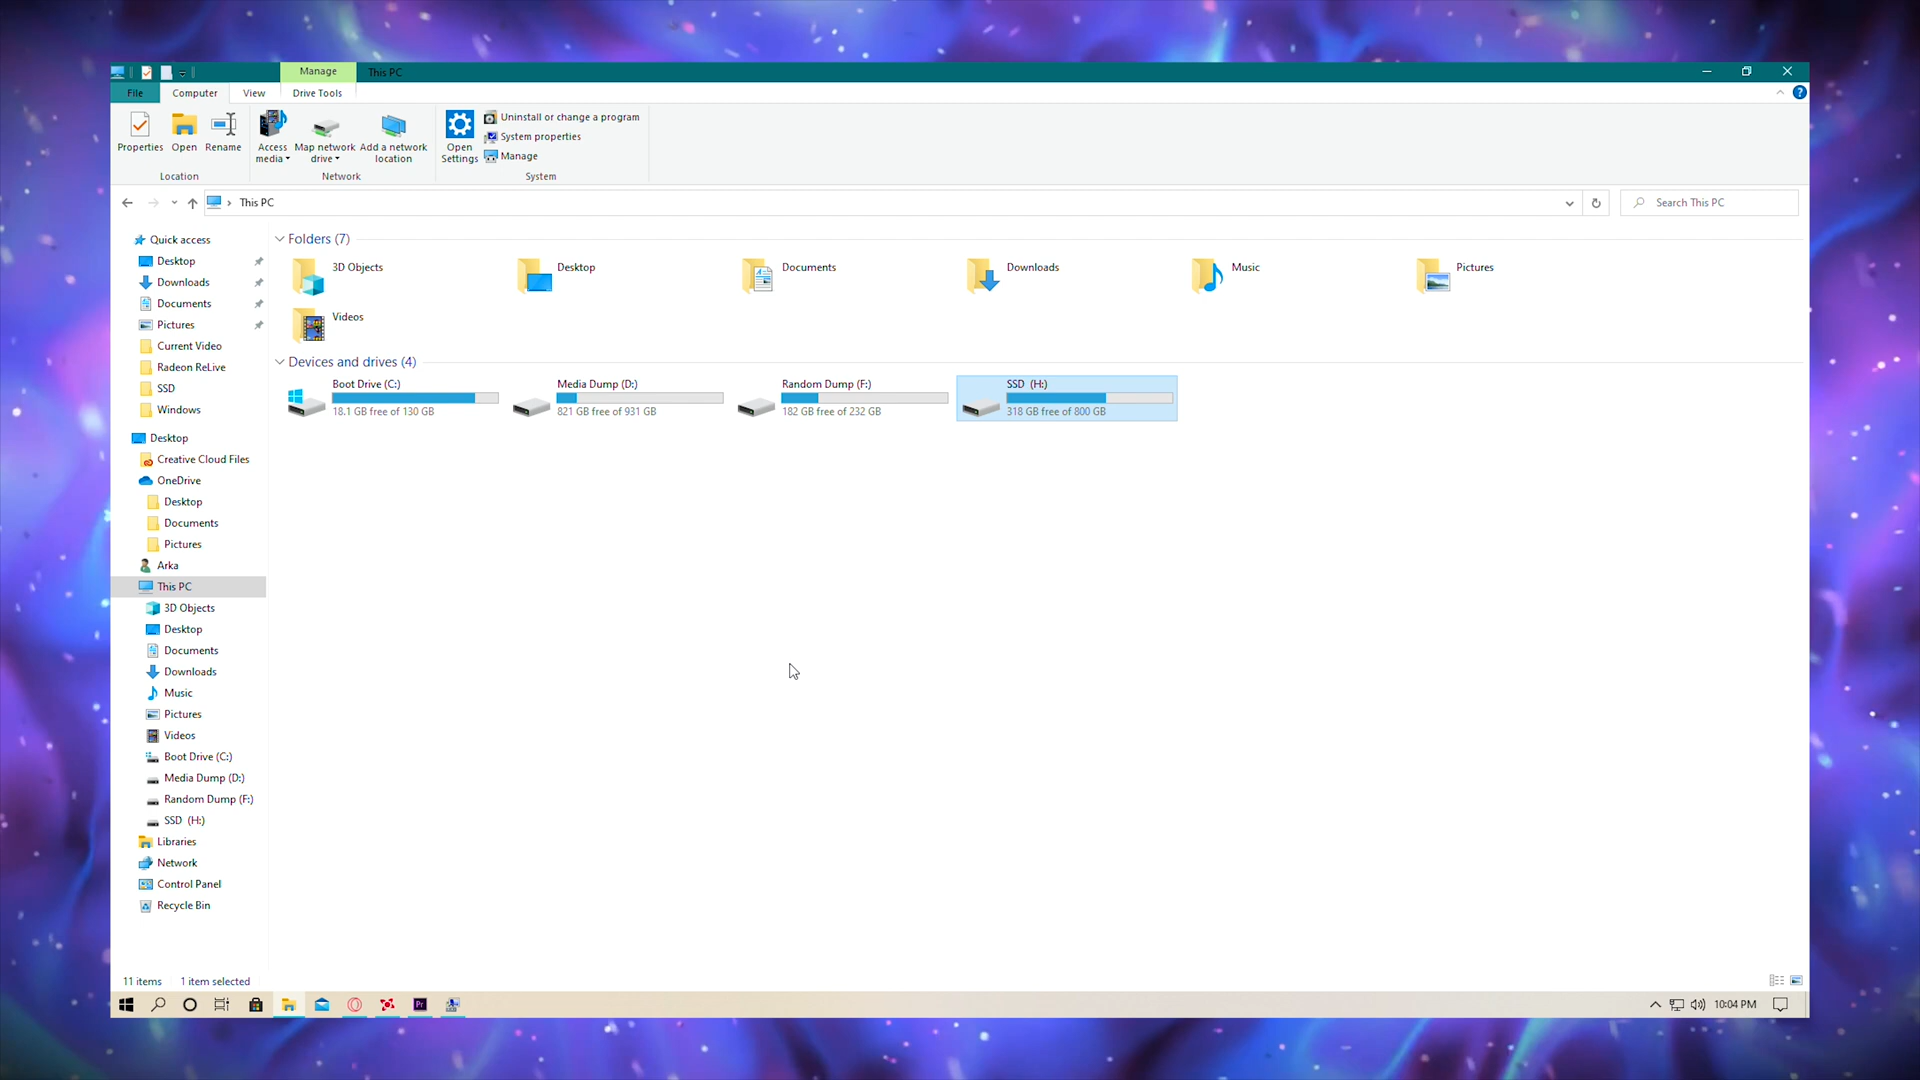 Manage
This PC
File
Computer
View
Drive Tools
Properties
Open
Rename
Access
media
Map network
drive
Add a network
location
Open
Settings
Uninstall or change a program
System properties
Manage
Location
Network
System
This PC
Search This PC
Quick access
Desktop
Downloads
Documents
Pictures
Current Video
Radeon ReLive
SSD
Windows
Desktop
Creative Cloud Files
OneDrive
Desktop
Documents
Pictures
Arka
This PC
3D Objects
Desktop
Documents
Downloads
Music
Pictures
Videos
Boot Drive (C:)
Media Dump (D:)
Random Dump (F:)
SSD (H:)
Libraries
Network
Control Panel
Recycle Bin
Folders (7)
3D Objects
Desktop
Documents
Downloads
Music
Pictures
Videos
Devices and drives (4)
Boot Drive (C:)
18.1 GB free of 130 GB
Media Dump (D:)
821 GB free of 931 GB
Random Dump (F:)
182 GB free of 232 GB
SSD (H:)
318 GB free of 800 GB
11 items
1 item selected
Pr
10:04 PM